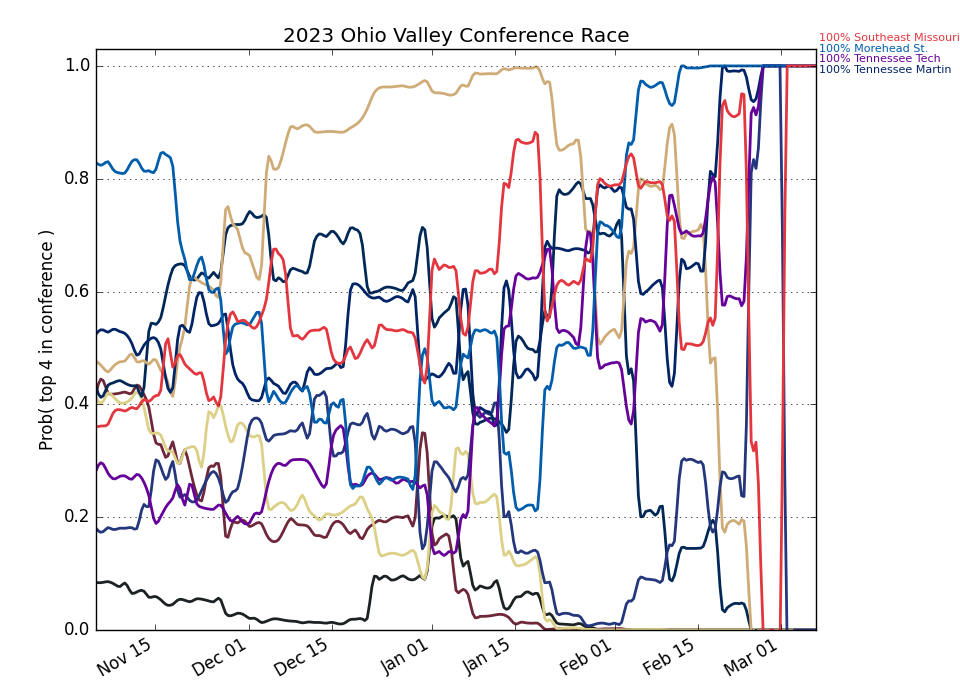 2023 Ohio Valley Conference Race
100% Southeast Missouri
100% Morehead St.
100% Tennessee Tech
100% Tennessee Martin
Prob( top 4 in conference )
1.0
0.8
0.6
0.4
0.2
0.0
Nov 15
Dec 01
Dec 15
Jan 01
Jan 15
Feb 01
Feb 15
Mar 01